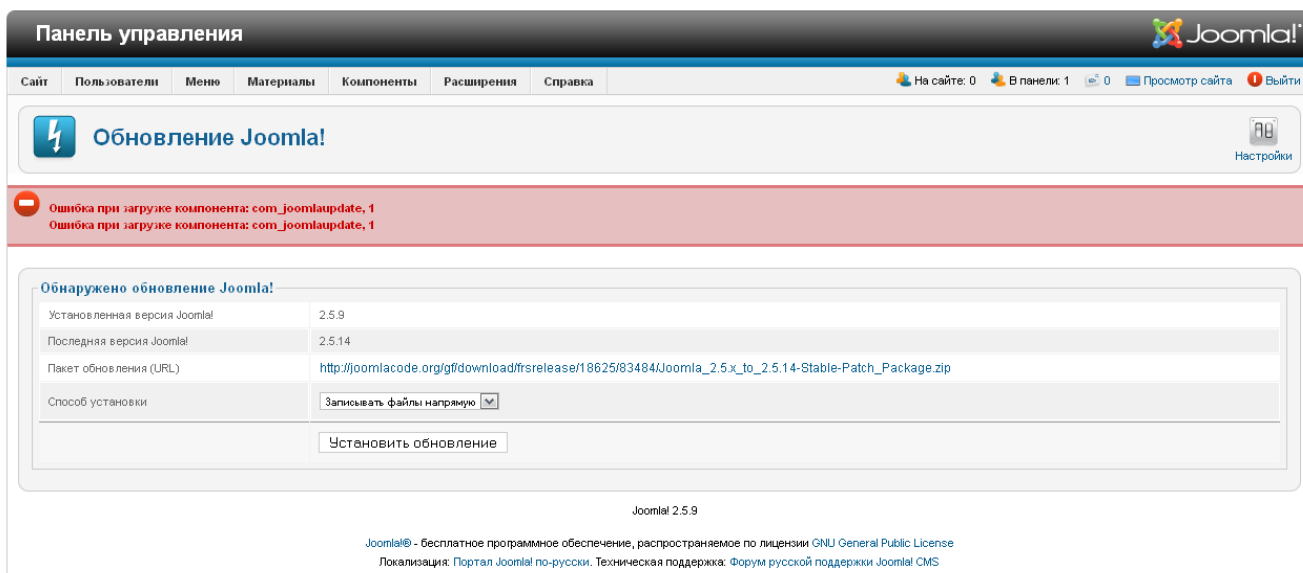 Панель управления
Joomla!
Сайт Пользователи Меню Материалы Компоненты Расширения Справка На сайте: 0 В панели: 1 0 Просмотр сайта Выйти
Обновление Joomla!
Настройки
Ошибка при загрузке компонента: com_joomlaupdate, 1
Ошибка при загрузке компонента: com_joomlaupdate, 1
Обнаружено обновление Joomla!
Установленная версия Joomla! 2.5.9
Последняя версия Joomla! 2.5.14
Пакет обновления (URL) http://joomlacode.org/gf/download/frsrelease/18625/83484/Joomla_2.5.x_to_2.5.14-Stable-Patch_Package.zip
Способ установки Записывать файлы напрямую
Установить обновление
Joomla! 2.5.9
Joomla!® - бесплатное программное обеспечение, распространяемое по лицензии GNU General Public License
Локализация: Портал Joomla! по-русски. Техническая поддержка: Форум русской поддержки Joomla! CMS